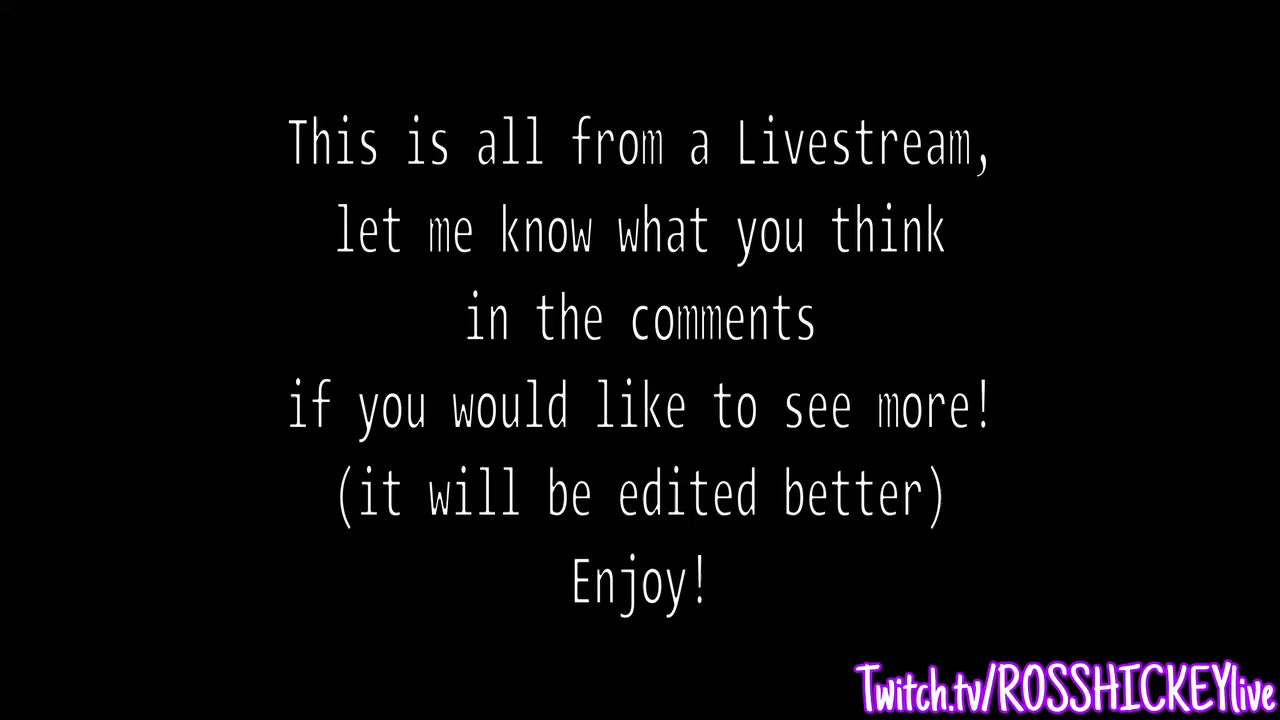 This is all from a Livestream,
let me know what you think
in the comments
if you would like to see more!
(it will be edited better)
Enjoy!
Twitch.tv/ROSSHICKEYlive